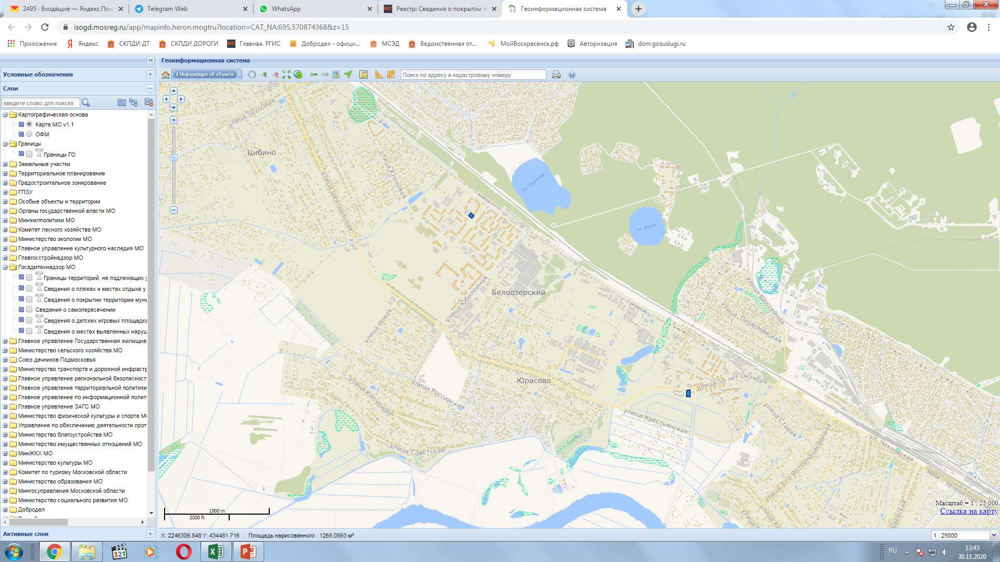 2495 · Входящие — Яндекс.Поч
Telegram Web
WhatsApp
Реестр: Сведения о покрытии т
Геоинформационная система
isogd.mosreg.ru/app/mapinfo.heron.mogtru?location=CAT_NA:695,570874368&z=15
Приложения
Яндекс
СКПДИ ДТ
СКПДИ ДОРОГИ
Главная. РГИС
Добродел - офици...
МСЭД
Ведомственная от...
МойВоскресенск.рф
Авторизация
dom.gosuslugi.ru
Геоинформационная система
Условные обозначения
Информация об объекте
Поиск по адресу и кадастровому номеру
Слои
введите слово для поиска
Картографическая основа
Карта МО v1.1
ОФМ
Границы
Границы ГО
Земельные участки
Территориальное планирование
Градостроительное зонирование
ГПЗУ
Особые объекты и территории
Органы государственной власти МО
Минжилполитики МО
Комитет лесного хозяйства МО
Министерство экологии МО
Главное управление культурного наследия МО
Главгосстройнадзор МО
Госадмтехнадзор МО
Границы территорий, не подлежащих у
Сведения о пляжах и местах отдыха у
Сведения о покрытии территории муни
Сведения о самопересечении
Сведения о детских игровых площадка
Сведения о местах выявленных наруш
Главное управление Государственная жилищна
Министерство сельского хозяйства МО
Союз дачников Подмосковья
Министерство транспорта и дорожной инфрастр
Главное управление региональной безопасност
Главное управление территориальной политики
Главное управление по информационной полит
Главное управление ЗАГС МО
Министерство физической культуры и спорта МО
Управление по обеспечению деятельности прот
Министерство благоустройства МО
Министерство имущественных отношений МО
МинЖКХ МО
Министерство культуры МО
Комитет по туризму Московской области
Министерство образования МО
Мингосуправления Московской области
Министерство социального развития МО
Добродел
Активные слои
улица Трудовая
Цибино
улица Кленовая
улица Центральная
оз. Срамное
оз. Белое
Белоозерский
улица Юбилейная
улица Новая
улица Шоссейная
улица Первомайская
Юрасово
улица Копченова
улица Российская
улица 50 лет Октября
улица Крестьянская
улица Старая
улица Советская
улица 3-го Интернационала
ул. Чехловская
ММК
Чечевилово
Масштаб = 1 : 25 000
Ссылка на карту
1000 m
2000 ft
X: 2246306.848 Y: 434481.716
Площадь нарисованного : 1268.0893 м²
1 : 25000
321
RU
13:43
30.11.2020